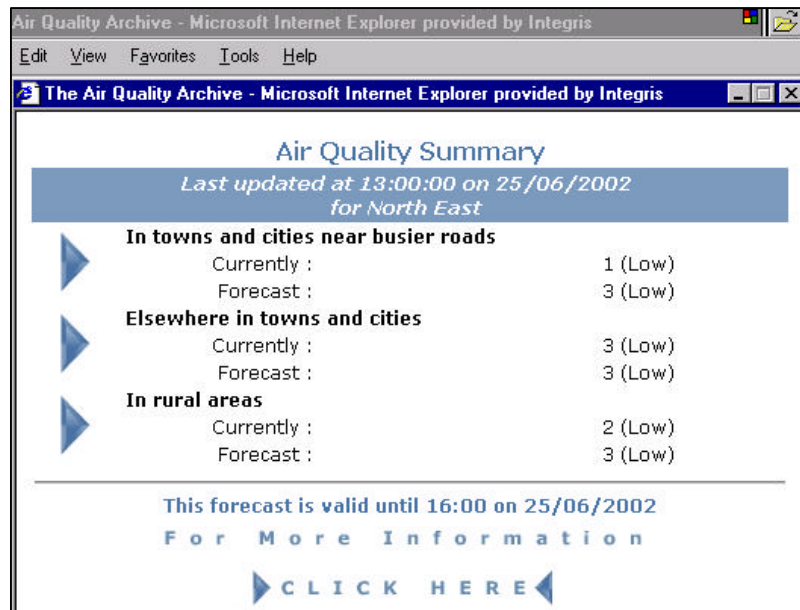 Air Quality Archive - Microsoft Internet Explorer provided by Integris
Edit View Favorites Tools Help
The Air Quality Archive - Microsoft Internet Explorer provided by Integris
Air Quality Summary
Last updated at 13:00:00 on 25/06/2002
for North East
In towns and cities near busier roads
Currently : 1 (Low)
Forecast : 3 (Low)
Elsewhere in towns and cities
Currently : 3 (Low)
Forecast : 3 (Low)
In rural areas
Currently : 2 (Low)
Forecast : 3 (Low)
This forecast is valid until 16:00 on 25/06/2002
For More Information
CLICK HERE